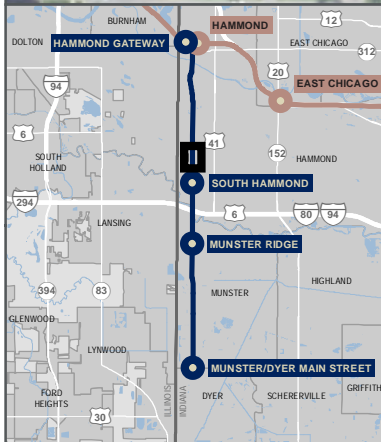 BURNHAM
HAMMOND
12
DOLTON
HAMMOND GATEWAY
EAST CHICAGO
312
20
94
EAST CHICAGO
6
41
SOUTH
HOLLAND
152
HAMMOND
SOUTH HAMMOND
294
LANSING
6
80
94
MUNSTER RIDGE
HIGHLAND
394
83
MUNSTER
GLENWOOD
LYNWOOD
MUNSTER/DYER MAIN STREET
ILLINOIS
INDIANA
FORD
HEIGHTS
DYER
SCHERERVILLE
GRIFFITH
30